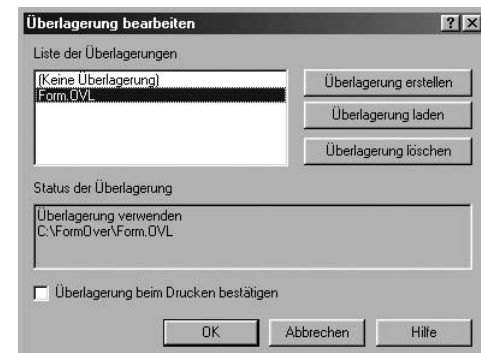 Überlagerung bearbeiten
Liste der Überlagerungen
(Keine Überlagerung)
Form.OVL
Überlagerung erstellen
Überlagerung laden
Überlagerung löschen
Status der Überlagerung
Überlagerung verwenden
C:\FormOver\Form.OVL
Überlagerung beim Drucken bestätigen
OK Abbrechen Hilfe